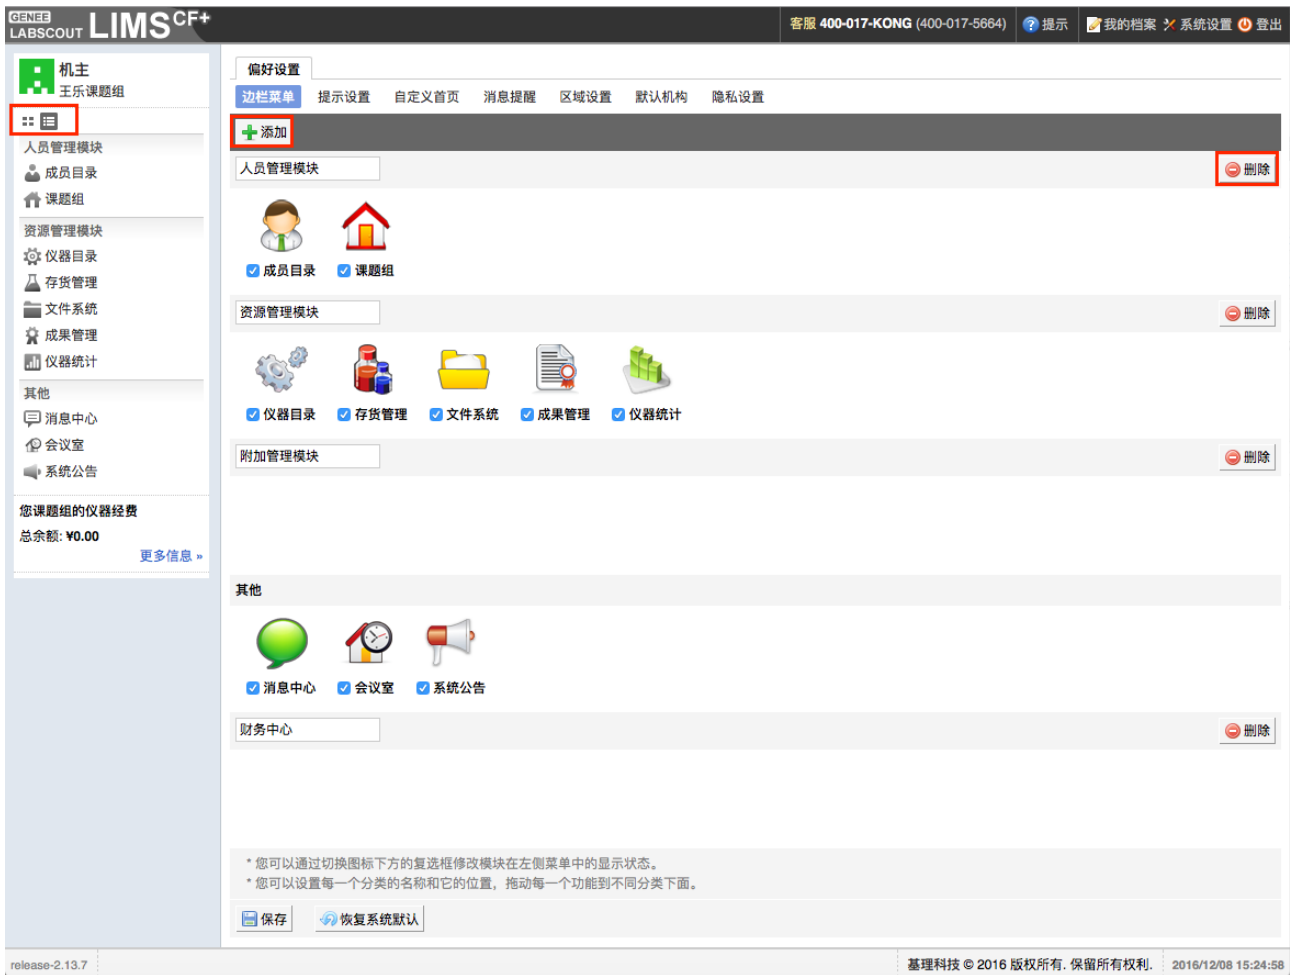 GENEE LABSCOUT LIMS CF+
客服 400-017-KONG (400-017-5664) 提示 我的档案 系统设置 登出
机主
王乐课题组
人员管理模块
成员目录
课题组
资源管理模块
仪器目录
存货管理
文件系统
成果管理
仪器统计
其他
消息中心
会议室
系统公告
您课题组的仪器经费
总余额: ¥0.00
更多信息 »
偏好设置
边栏菜单 提示设置 自定义首页 消息提醒 区域设置 默认机构 隐私设置
添加
人员管理模块 删除
成员目录 课题组
资源管理模块 删除
仪器目录 存货管理 文件系统 成果管理 仪器统计
附加管理模块 删除
其他
消息中心 会议室 系统公告
财务中心 删除
* 您可以通过切换图标下方的复选框修改模块在左侧菜单中的显示状态。
* 您可以设置每一个分类的名称和它的位置，拖动每一个功能到不同分类下面。
保存 恢复系统默认
release-2.13.7 基理科技 © 2016 版权所有. 保留所有权利. 2016/12/08 15:24:58